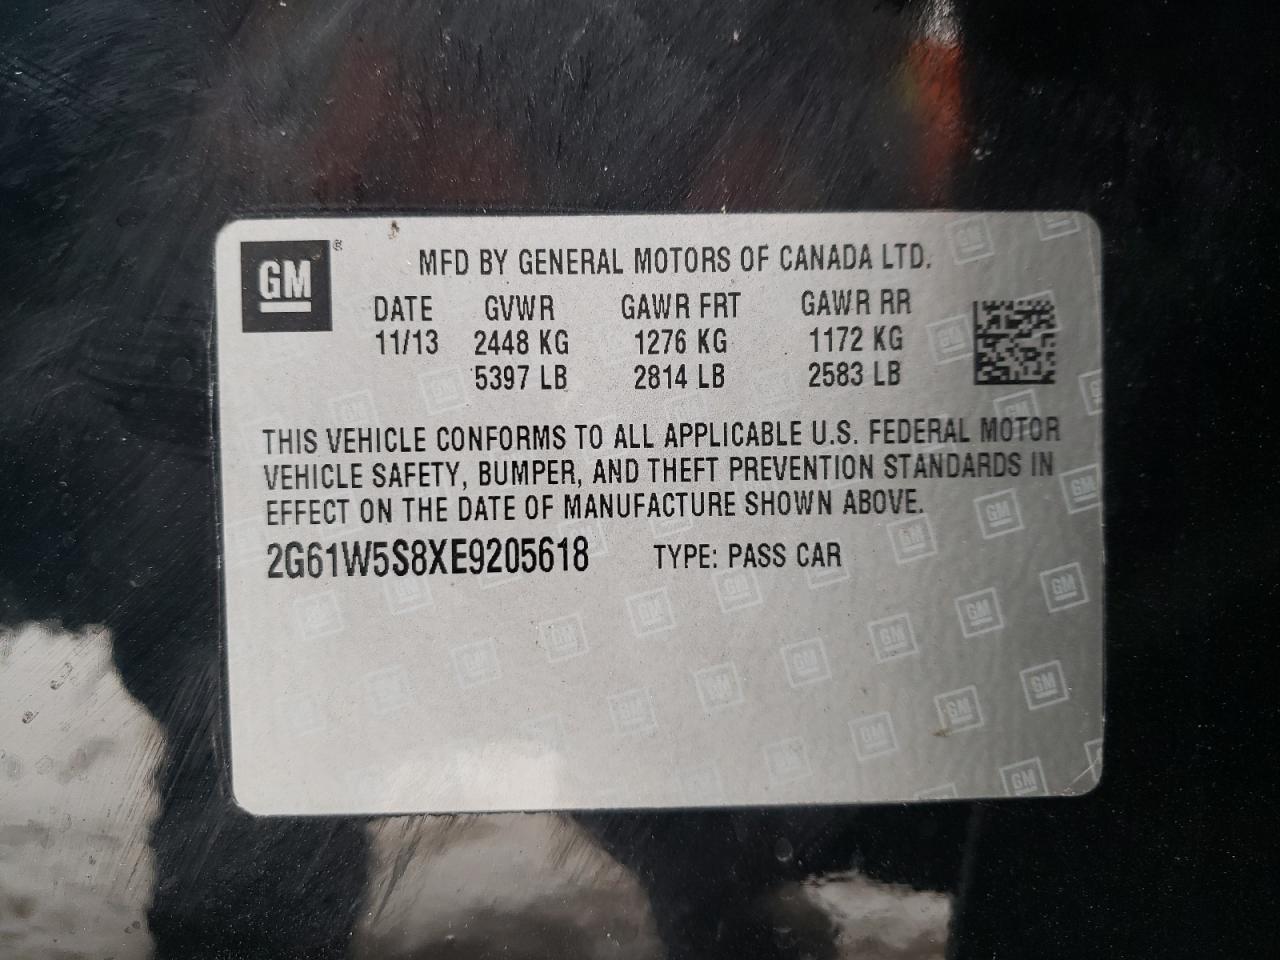 GM ®
MFD BY GENERAL MOTORS OF CANADA LTD.
DATE GVWR GAWR FRT GAWR RR
11/13 2448 KG 1276 KG 1172 KG
5397 LB 2814 LB 2583 LB
THIS VEHICLE CONFORMS TO ALL APPLICABLE U.S. FEDERAL MOTOR
VEHICLE SAFETY, BUMPER, AND THEFT PREVENTION STANDARDS IN
EFFECT ON THE DATE OF MANUFACTURE SHOWN ABOVE.
2G61W5S8XE9205618 TYPE: PASS CAR